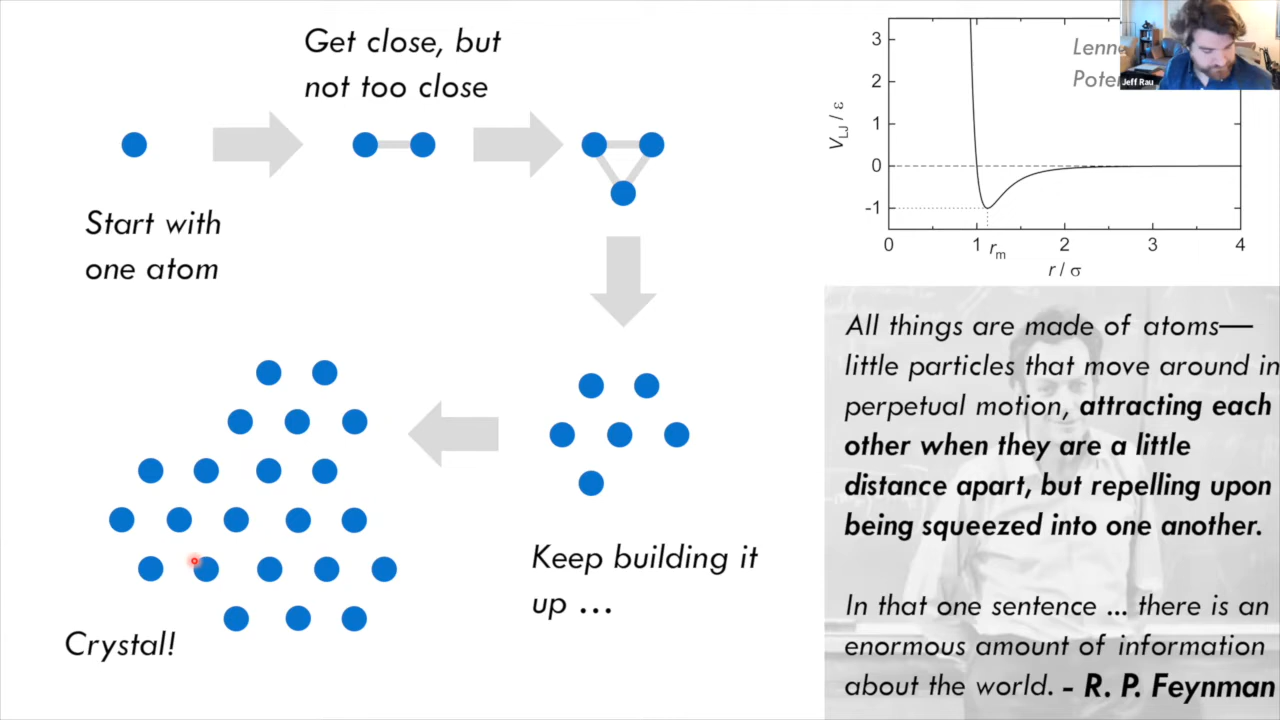 Get close, but
not too close
Start with
one atom
Keep building it
up ...
Crystal!
3
2
1
0
-1
V_LJ / ε
0
1
r_m
2
3
4
r / σ
Jeff Rau
All things are made of atoms—
little particles that move around in
perpetual motion, attracting each
other when they are a little
distance apart, but repelling upon
being squeezed into one another.
In that one sentence ... there is an
enormous amount of information
about the world. - R. P. Feynman